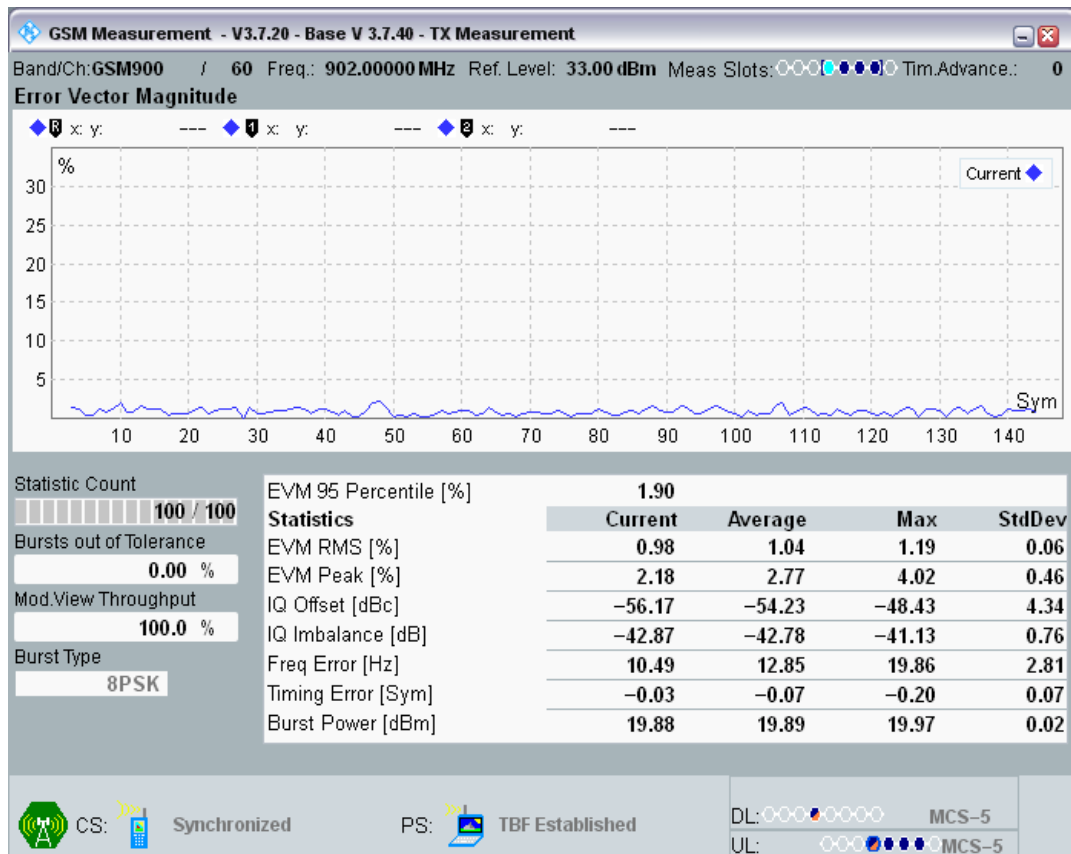 GSM Measurement - V3.7.20 - Base V 3.7.40 - TX Measurement
Band/Ch:GSM900 / 60 Freq.: 902.00000 MHz Ref. Level: 33.00 dBm Meas Slots: Tim.Advance.: 0
Error Vector Magnitude
R x: y: --- 1 x: y: --- 2 x: y: ---
%
Current
30
25
20
15
10
5
Sym
10 20 30 40 50 60 70 80 90 100 110 120 130 140
Statistic Count
100 / 100
Bursts out of Tolerance
0.00 %
Mod.View Throughput
100.0 %
Burst Type
8PSK
EVM 95 Percentile [%] 1.90
Statistics Current Average Max StdDev
EVM RMS [%] 0.98 1.04 1.19 0.06
EVM Peak [%] 2.18 2.77 4.02 0.46
IQ Offset [dBc] −56.17 −54.23 −48.43 4.34
IQ Imbalance [dB] −42.87 −42.78 −41.13 0.76
Freq Error [Hz] 10.49 12.85 19.86 2.81
Timing Error [Sym] −0.03 −0.07 −0.20 0.07
Burst Power [dBm] 19.88 19.89 19.97 0.02
CS: Synchronized PS: TBF Established
DL: MCS−5
UL: MCS−5